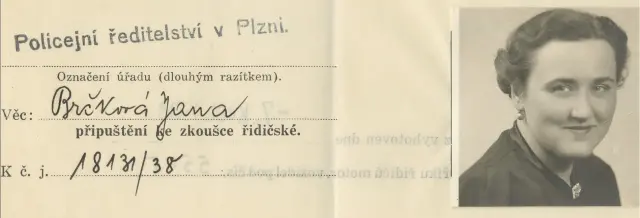 Policejní ředitelství v Plzni.
Označení úřadu (dlouhým razítkem).
Věc: Brčková Jana
připuštění ke zkoušce řidičské.
K č. j. 18131/38